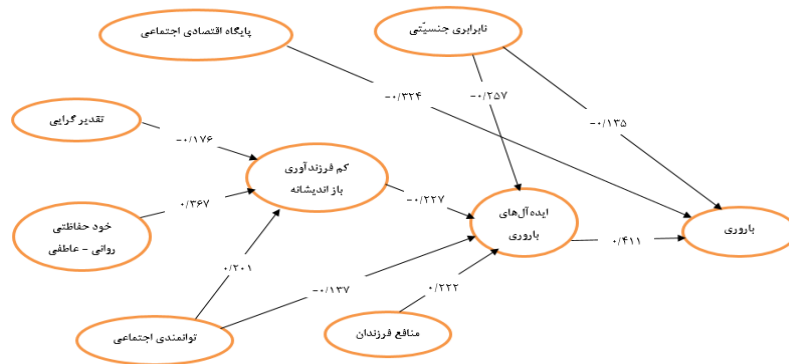 پایگاه اقتصادی اجتماعی
نابرابری جنسیّتی
-۰/۳۲۴
-۰/۲۵۷
-۰/۱۳۵
تقدیر گرایی
-۰/۱۷۶
کم فرزندآوری
باز اندیشانه
خود حفاظتی
روانی – عاطفی
۰/۳۶۷
-۰/۲۲۷
ایده‌آل‌های
باروری
۰/۴۱۱
باروری
۰/۲۰۱
-۰/۱۳۷
۰/۲۲۲
توانمندی اجتماعی
منافع فرزندان